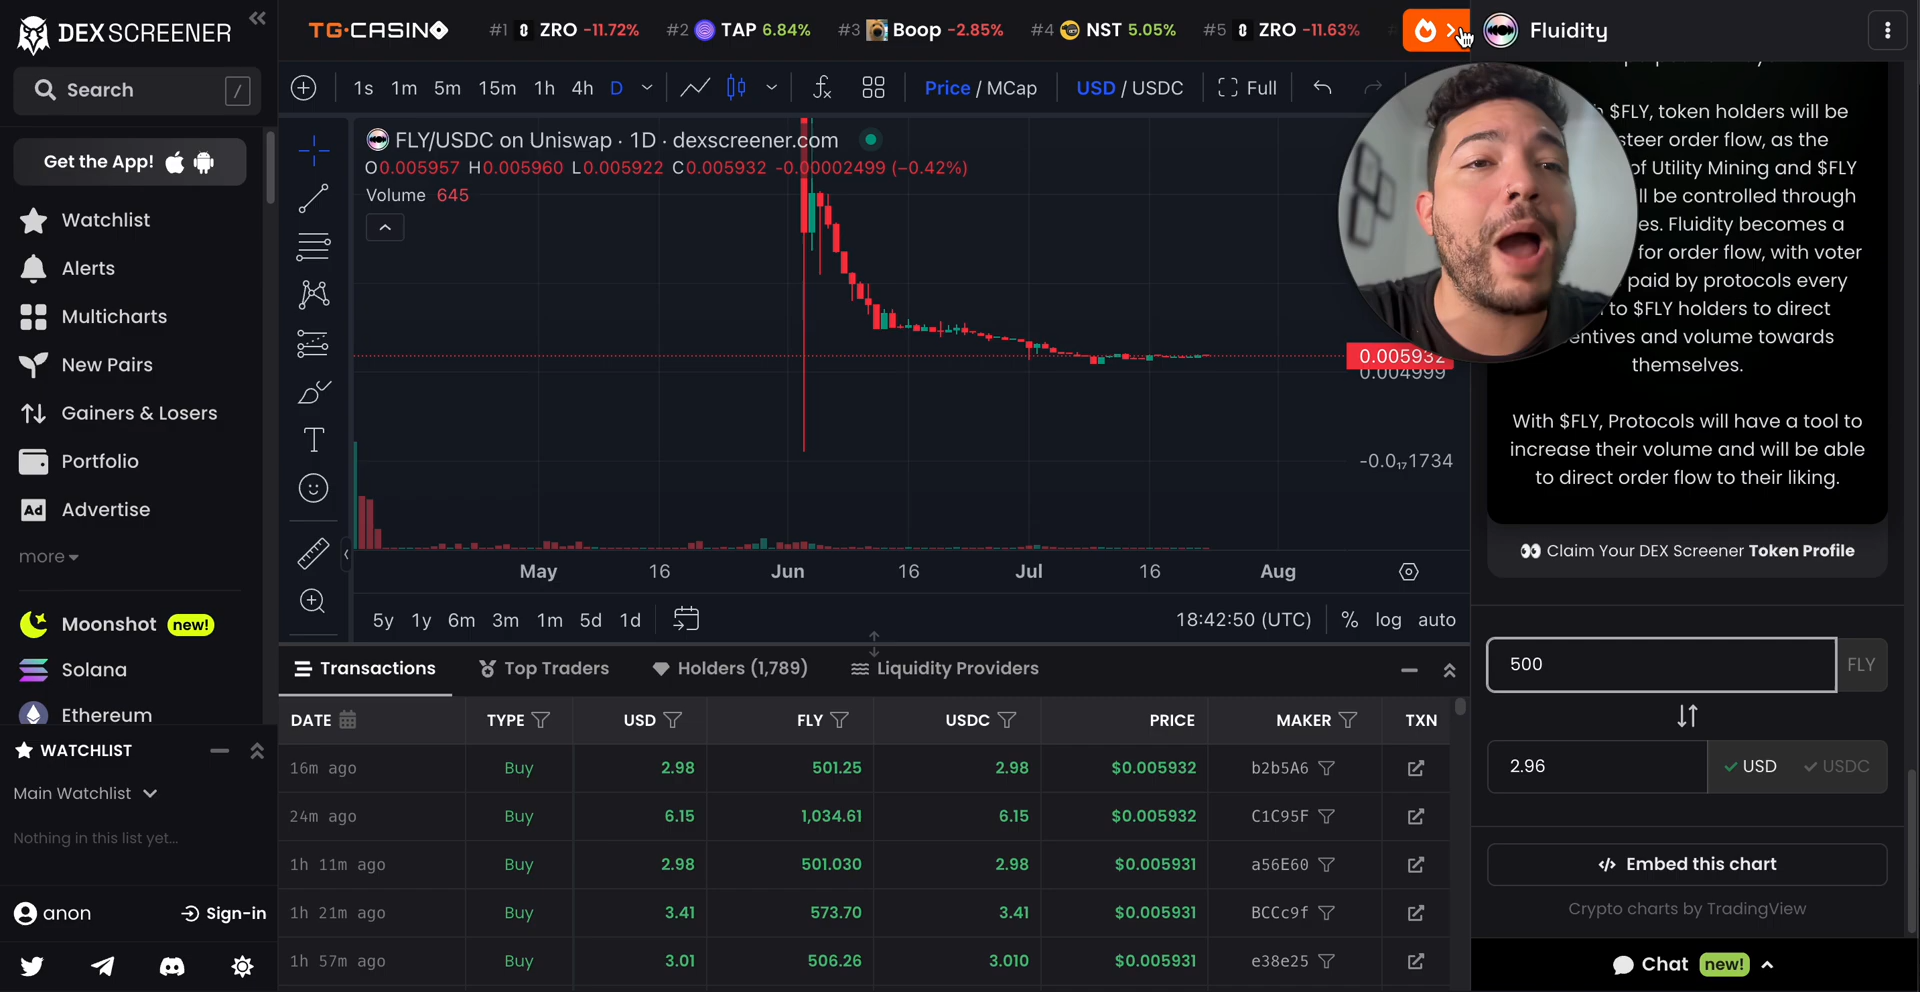 DEX SCREENER
TG.CASINO #1 ZRO -11.72% #2 TAP 6.84% #3 Boop -2.85% #4 NST 5.05% #5 ZRO -11.63%
Fluidity
Search /
1s 1m 5m 15m 1h 4h D Price / MCap USD / USDC Full
Get the App!
Watchlist
Alerts
Multicharts
New Pairs
Gainers & Losers
Portfolio
Ad Advertise
more
Moonshot new!
Solana
Ethereum
WATCHLIST
Main Watchlist
Nothing in this list yet...
anon Sign-in
FLY/USDC on Uniswap · 1D · dexscreener.com
O0.005957 H0.005960 L0.005922 C0.005932 -0.00002499 (-0.42%)
Volume 645
0.005932
0.004999
-0.0₁₇1734
May 16 Jun 16 Jul 16 Aug
5y 1y 6m 3m 1m 5d 1d 18:42:50 (UTC) % log auto
Transactions Top Traders Holders (1,789) Liquidity Providers
DATE TYPE USD FLY USDC PRICE MAKER TXN
16m ago Buy 2.98 501.25 2.98 $0.005932 b2b5A6
24m ago Buy 6.15 1,034.61 6.15 $0.005932 C1C95F
1h 11m ago Buy 2.98 501.030 2.98 $0.005931 a56E60
1h 21m ago Buy 3.41 573.70 3.41 $0.005931 BCCc9f
1h 57m ago Buy 3.01 506.26 3.010 $0.005931 e38e25
$FLY, token holders will be
steer order flow, as the
of Utility Mining and $FLY
be controlled through
Fluidity becomes a
for order flow, with voter
paid by protocols every
to $FLY holders to direct
and volume towards
themselves.
With $FLY, Protocols will have a tool to
increase their volume and will be able
to direct order flow to their liking.
Claim Your DEX Screener Token Profile
500 FLY
2.96 USD USDC
</> Embed this chart
Crypto charts by TradingView
Chat new!